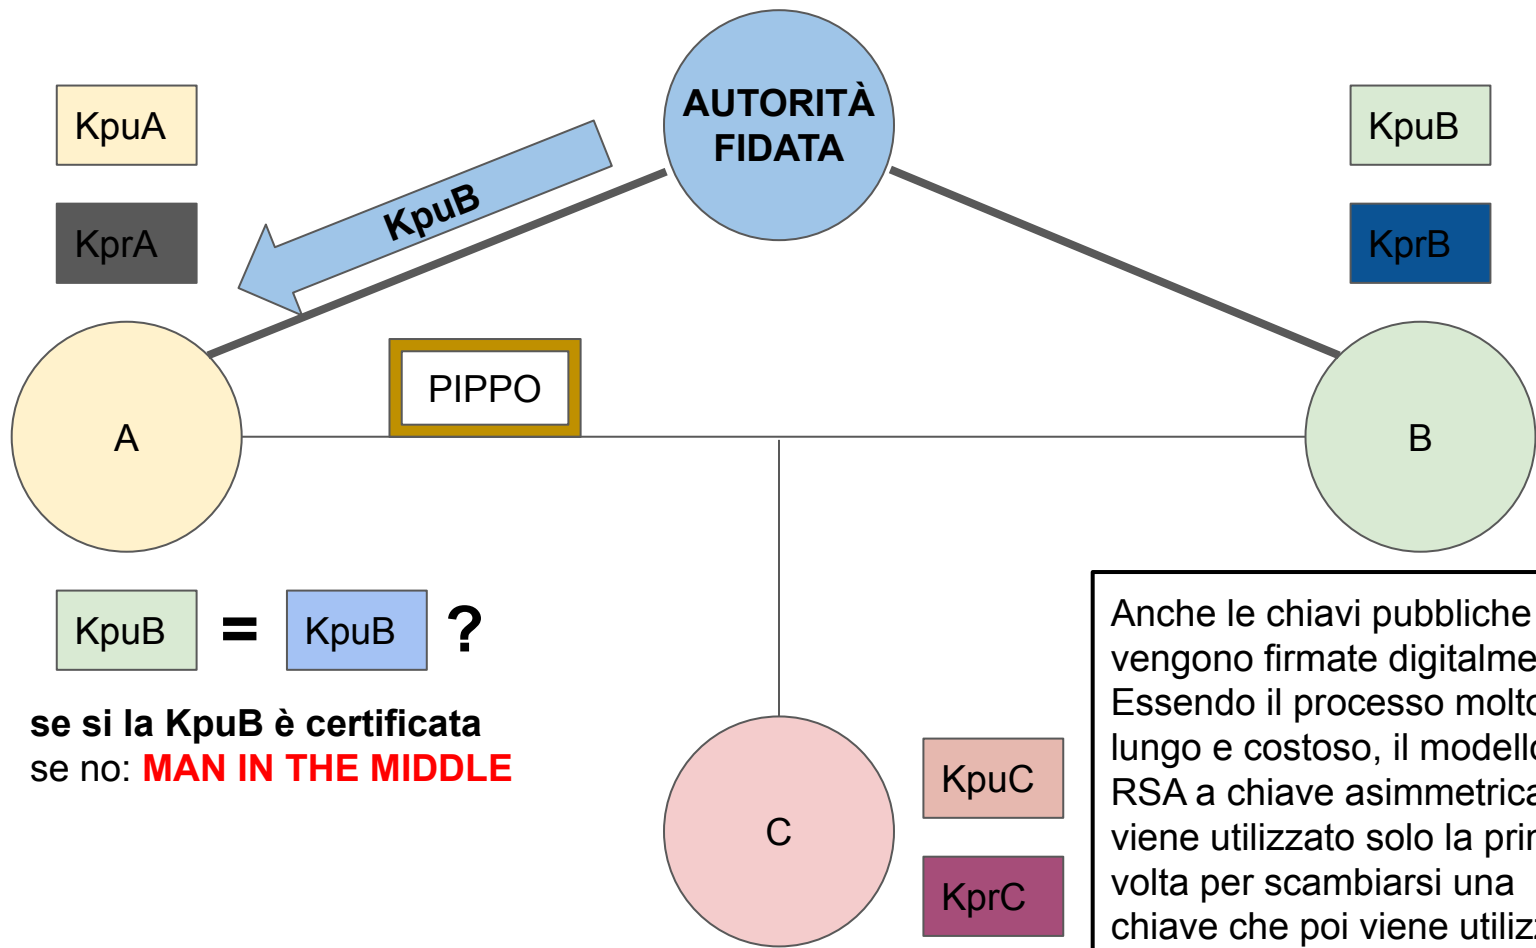 AUTORITÀ
FIDATA
KpuA
KprA
KpuB
KpuB
KprB
PIPPO
A
B
KpuB = KpuB ?
se si la KpuB è certificata
se no: MAN IN THE MIDDLE
C
KpuC
KprC
Anche le chiavi pubbliche
vengono firmate digitalme
Essendo il processo molto
lungo e costoso, il modello
RSA a chiave asimmetrica
viene utilizzato solo la prim
volta per scambiarsi una
chiave che poi viene utilizz